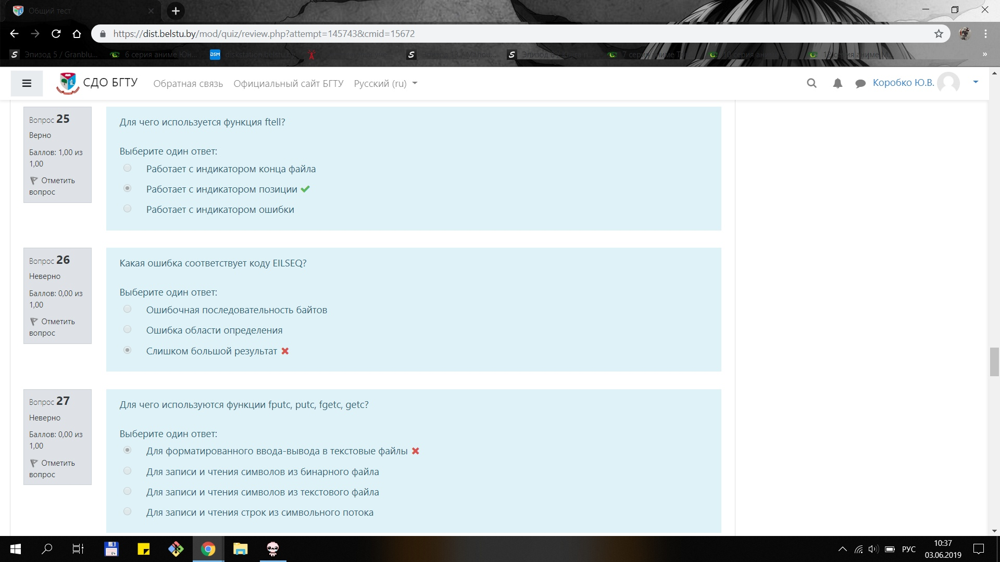 Общий тест
https://dist.belstu.by/mod/quiz/review.php?attempt=145743&cmid=15672
Эпизод 5 / Granblu...
6 серия аниме Юн...
diskstation.belstu.by
7 серия аниме
10 серия аниме
12 серия аниме
СДО БГТУ
Обратная связь
Официальный сайт БГТУ
Русский (ru)
Коробко Ю.В.
Вопрос 25
Верно
Баллов: 1,00 из
1,00
Отметить
вопрос
Для чего используется функция ftell?
Выберите один ответ:
Работает с индикатором конца файла
Работает с индикатором позиции
Работает с индикатором ошибки
Вопрос 26
Неверно
Баллов: 0,00 из
1,00
Отметить
вопрос
Какая ошибка соответствует коду EILSEQ?
Выберите один ответ:
Ошибочная последовательность байтов
Ошибка области определения
Слишком большой результат
Вопрос 27
Неверно
Баллов: 0,00 из
1,00
Отметить
вопрос
Для чего используются функции fputc, putc, fgetc, getc?
Выберите один ответ:
Для форматированного ввода-вывода в текстовые файлы
Для записи и чтения символов из бинарного файла
Для записи и чтения символов из текстового файла
Для записи и чтения строк из символьного потока
РУС
10:37
03.06.2019